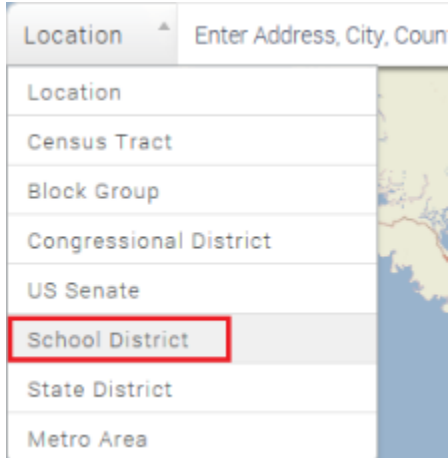 Location Enter Address, City, Coun
Location
Census Tract
Block Group
Congressional District
US Senate
School District
State District
Metro Area